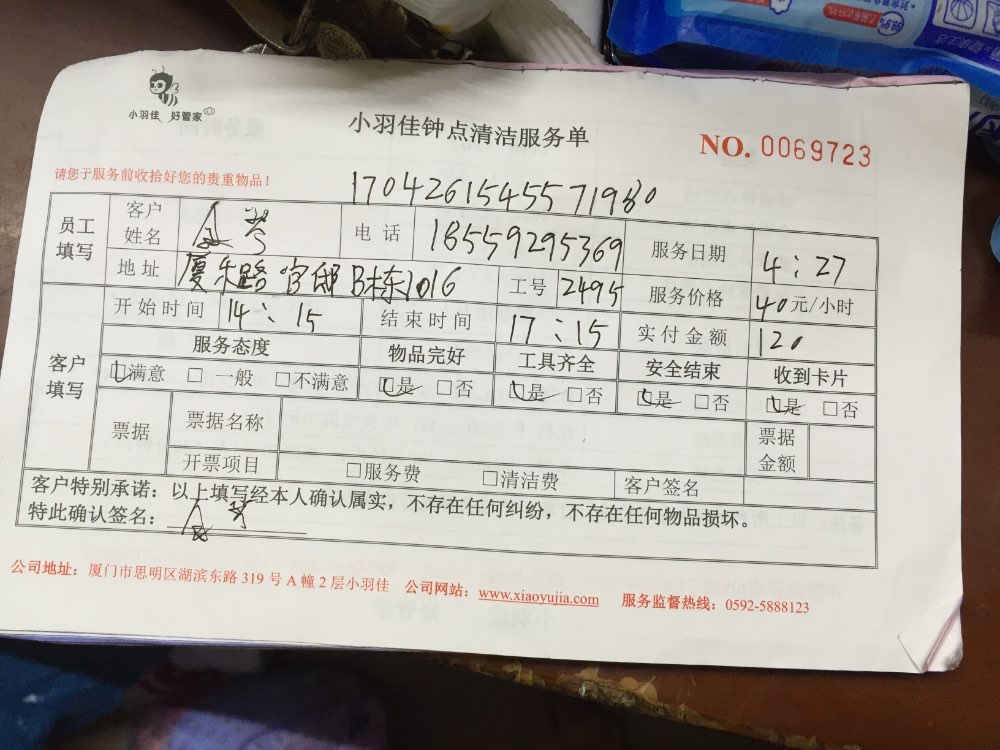 小羽佳 好管家
小羽佳钟点清洁服务单
NO. 0069723
请您于服务前收拾好您的贵重物品！
17042615455571980
员工填写 客户姓名 电话 18559295369 服务日期 4:27
地址 厦禾路官邸B栋1016 工号 2495 服务价格 40元/小时
客户填写 开始时间 14:15 结束时间 17:15 实付金额 120
服务态度 物品完好 工具齐全 安全结束 收到卡片
满意 □一般 □不满意 是 □否 是 □否 是 □否 是 □否
票据 票据名称 票据金额
开票项目 □服务费 □清洁费 客户签名
客户特别承诺：以上填写经本人确认属实，不存在任何纠纷，不存在任何物品损坏。
特此确认签名：
公司地址：厦门市思明区湖滨东路 319 号 A 幢 2 层小羽佳 公司网站：www.xiaoyujia.com 服务监督热线：0592-5888123